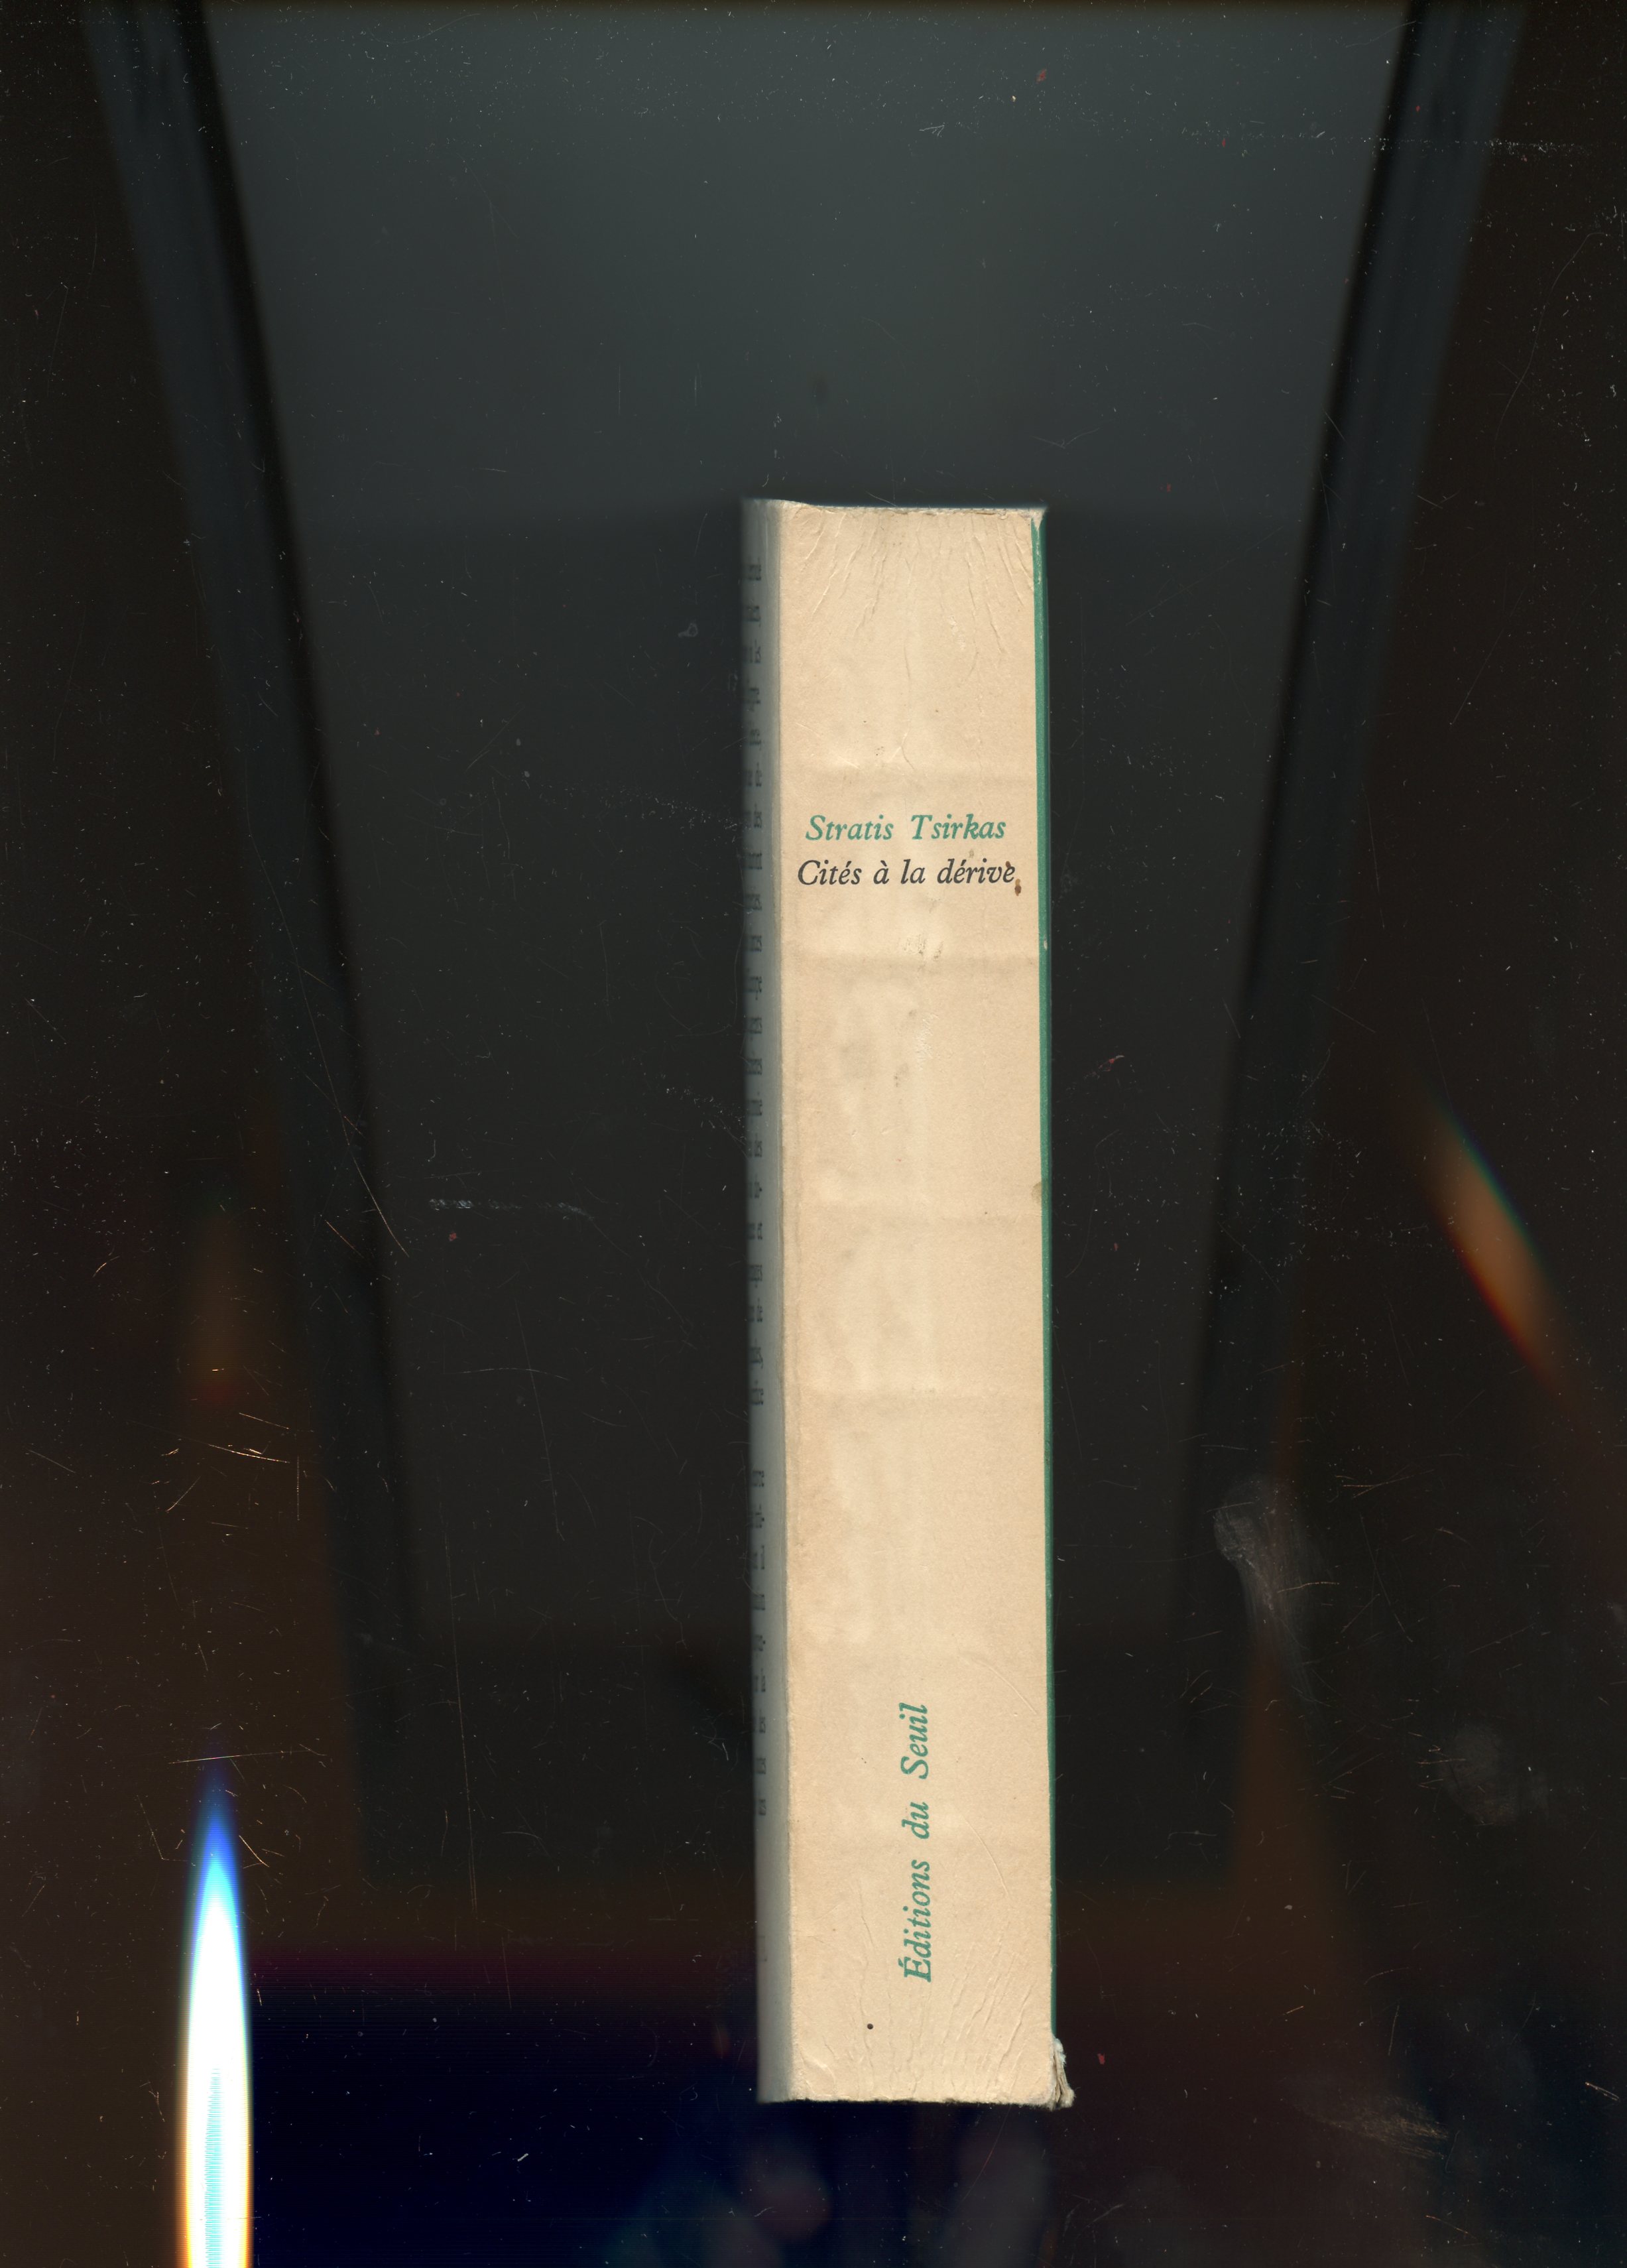 Stratis Tsirkas
Cités à la dérive
Éditions du Seuil